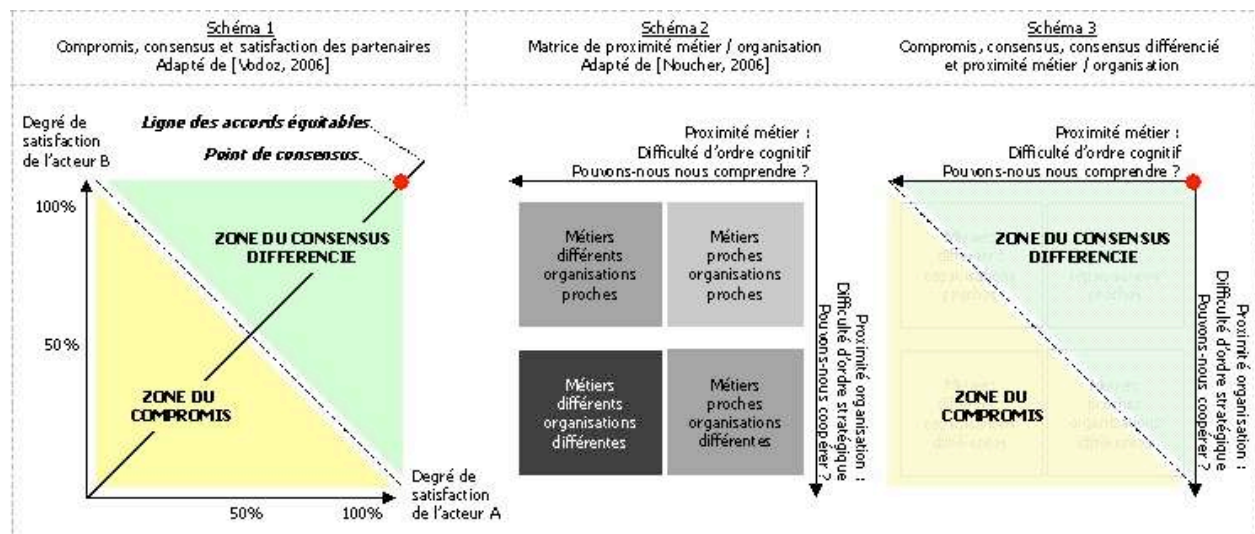 Schéma 1
Compromis, consensus et satisfaction des partenaires
Adapté de [Vodoz, 2006]
Schéma 2
Matrice de proximité métier / organisation
Adapté de [Noucher, 2006]
Schéma 3
Compromis, consensus, consensus différencié
et proximité métier / organisation
Degré de
satisfaction
de l'acteur B
Ligne des accords équitables
Point de consensus
100%
50%
ZONE DU CONSENSUS
DIFFERENCIE
ZONE DU
COMPROMIS
50%
100%
Degré de
satisfaction
de l'acteur A
Proximité métier :
Difficulté d'ordre cognitif
Pouvons-nous nous comprendre ?
Métiers
différents
organisations
proches
Métiers
proches
organisations
proches
Métiers
différents
organisations
différentes
Métiers
proches
organisations
différentes
Proximité organisation :
Difficulté d'ordre stratégique
Pouvons-nous coopérer ?
Proximité métier :
Difficulté d'ordre cognitif
Pouvons-nous nous comprendre ?
ZONE DU CONSENSUS
DIFFERENCIE
ZONE DU
COMPROMIS
Proximité organisation :
Difficulté d'ordre stratégique
Pouvons-nous coopérer ?